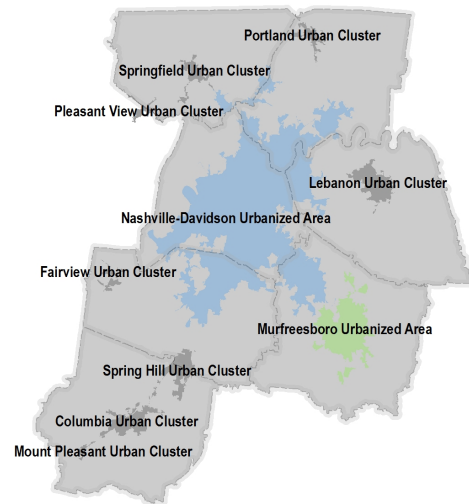 Portland Urban Cluster
Springfield Urban Cluster
Pleasant View Urban Cluster
Lebanon Urban Cluster
Nashville-Davidson Urbanized Area
Fairview Urban Cluster
Murfreesboro Urbanized Area
Spring Hill Urban Cluster
Columbia Urban Cluster
Mount Pleasant Urban Cluster